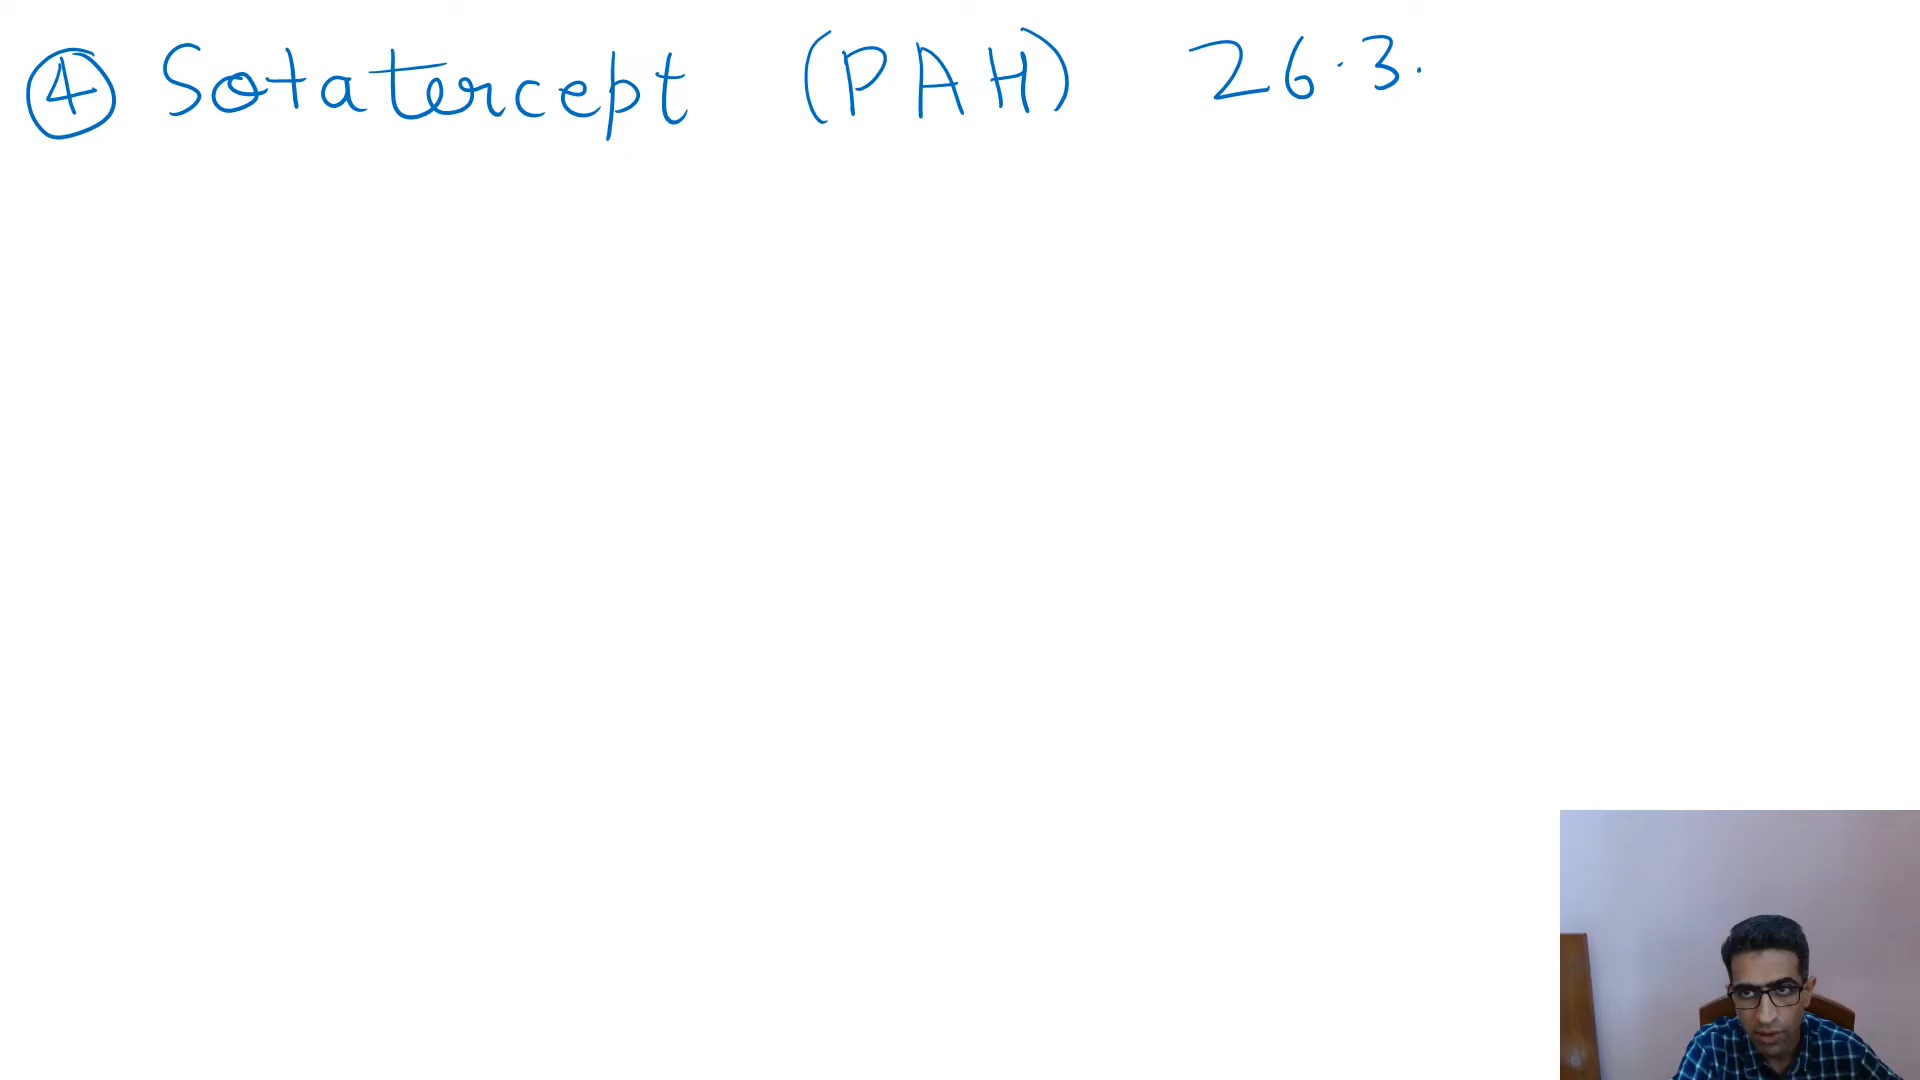 ④ Sotatercept (PAH) 26.3.